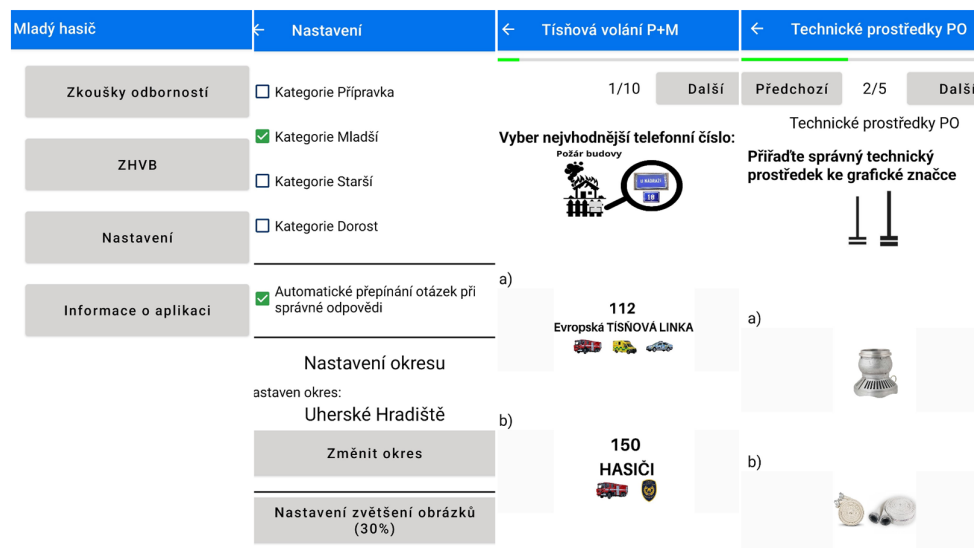 Mladý hasič
Zkoušky odborností
ZHVB
Nastavení
Informace o aplikaci
Nastavení
Kategorie Přípravka
Kategorie Mladší
Kategorie Starší
Kategorie Dorost
Automatické přepínání otázek při
správné odpovědi
Nastavení okresu
astaven okres:
Uherské Hradiště
Změnit okres
Nastavení zvětšení obrázků
(30%)
Tísňová volání P+M
1/10
Další
Vyber nejvhodnější telefonní číslo:
Požár budovy
U NÁDRAŽÍ
18
a)
112
Evropská TÍSŇOVÁ LINKA
b)
150
HASIČI
Technické prostředky PO
Předchozí
2/5
Další
Technické prostředky PO
Přiřaďte správný technický
prostředek ke grafické značce
a)
b)